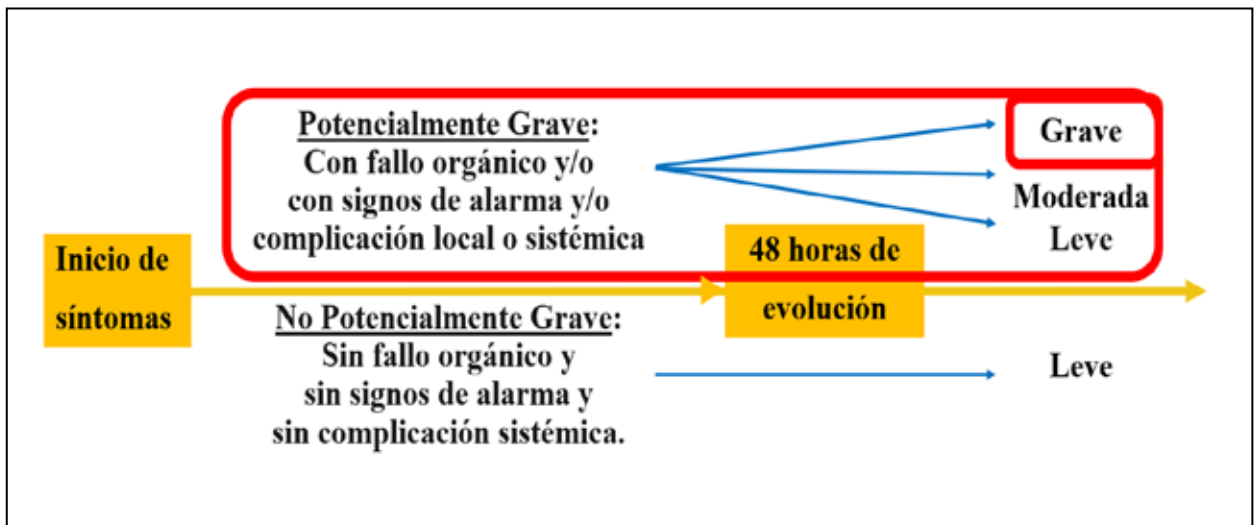 Potencialmente Grave:
Con fallo orgánico y/o
con signos de alarma y/o
complicación local o sistémica
Grave
Moderada
Leve
Inicio de
síntomas
48 horas de
evolución
No Potencialmente Grave:
Sin fallo orgánico y
sin signos de alarma y
sin complicación sistémica.
Leve